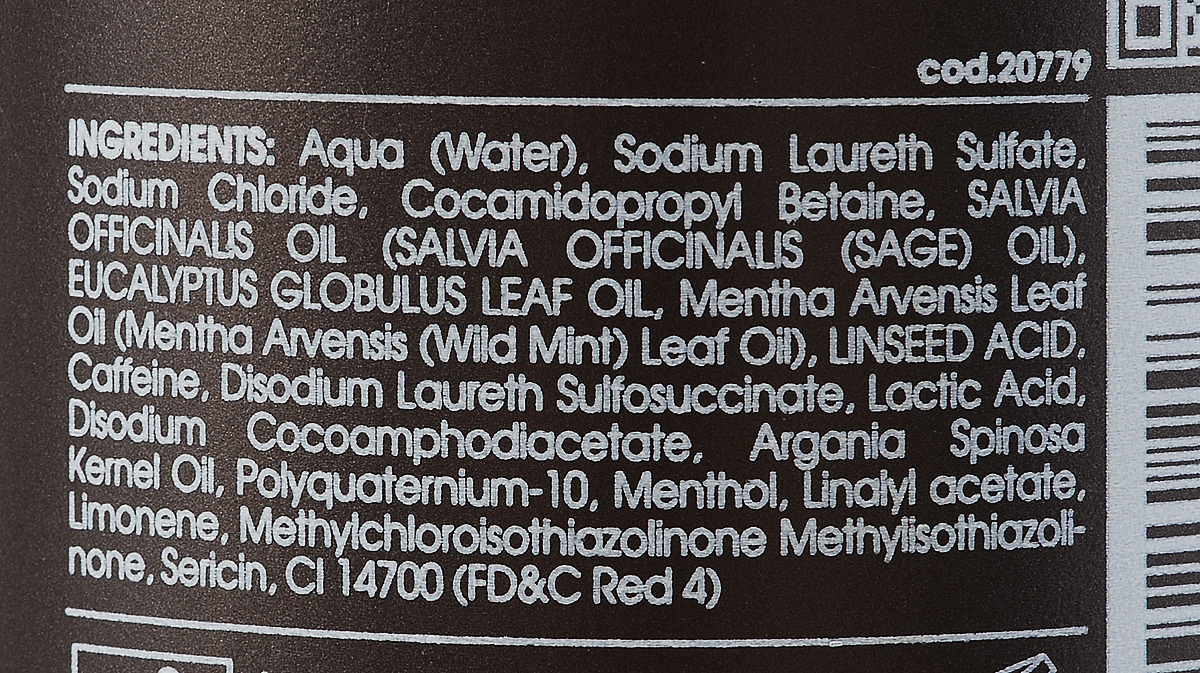 cod.20779
INGREDIENTS: Aqua (Water), Sodium Laureth Sulfate,
Sodium Chloride, Cocamidopropyl Betaine, SALVIA
OFFICINALIS OIL (SALVIA OFFICINALIS (SAGE) OIL),
EUCALYPTUS GLOBULUS LEAF OIL, Mentha Arvensis Leaf
Oil (Mentha Arvensis (Wild Mint) Leaf Oil), LINSEED ACID,
Caffeine, Disodium Laureth Sulfosuccinate, Lactic Acid,
Disodium Cocoamphodiacetate, Argania Spinosa
Kernel Oil, Polyquaternium-10, Menthol, Linalyl acetate,
Limonene, Methylchloroisothiazolinone Methylisothiazoli-
none, Sericin, CI 14700 (FD&C Red 4)